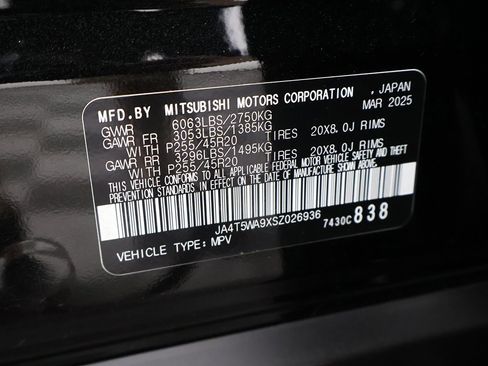 MFD.BY MITSUBISHI MOTORS CORPORATION , JAPAN
MAR 2025
GVWR 6063LBS/2750KG
GAWR FR 3053LBS/1385KG
WITH P255/45R20 TIRES 20X8.0J RIMS
GAWR RR 3296LBS/1495KG
WITH P255/45R20 TIRES 20X8.0J RIMS
THIS VEHICLE CONFORMS TO ALL APPLICABLE FEDERAL MOTOR VEHICLE SAFETY, BUMPER, AND THEFT
PREVENTION STANDARDS IN EFFECT ON THE DATE OF MANUFACTURE SHOWN ABOVE.
JA4T5WA9XSZ026936 7430C838
VEHICLE TYPE: MPV